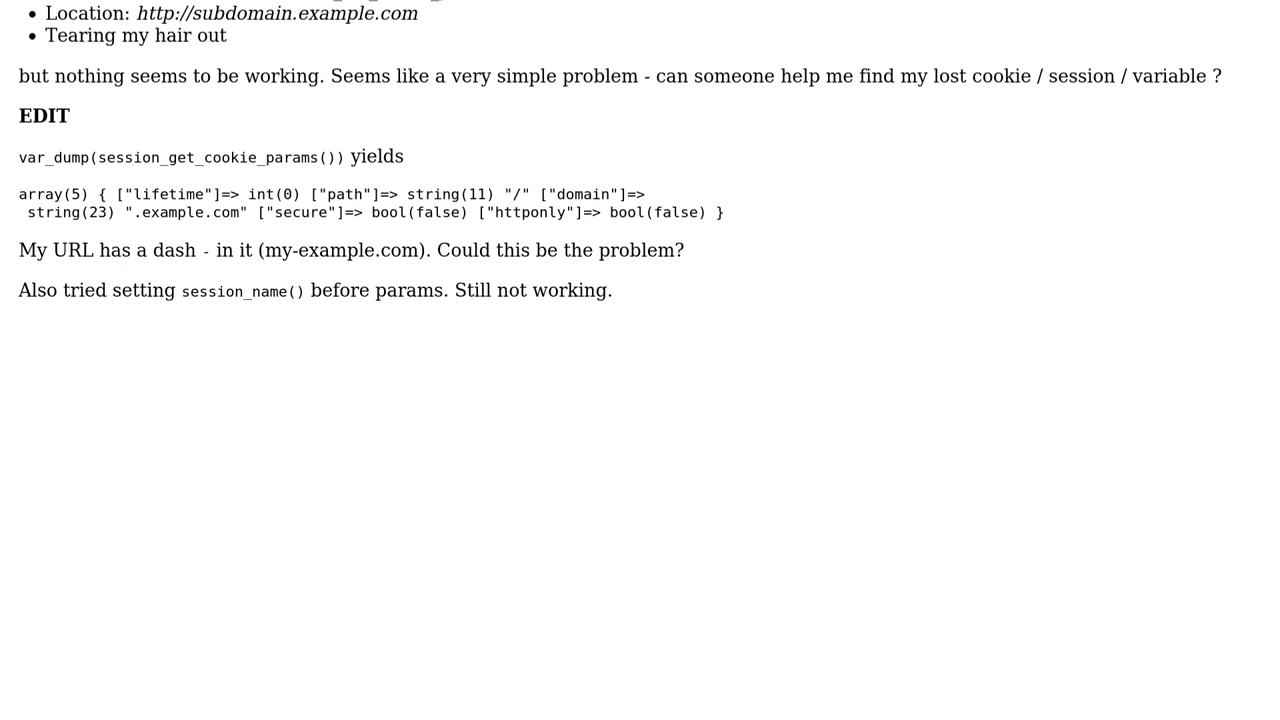 • Location: http://subdomain.example.com
• Tearing my hair out
but nothing seems to be working. Seems like a very simple problem - can someone help me find my lost cookie / session / variable ?
EDIT
var_dump(session_get_cookie_params()) yields
array(5) { ["lifetime"]=> int(0) ["path"]=> string(11) "/" ["domain"]=>
string(23) ".example.com" ["secure"]=> bool(false) ["httponly"]=> bool(false) }
My URL has a dash - in it (my-example.com). Could this be the problem?
Also tried setting session_name() before params. Still not working.